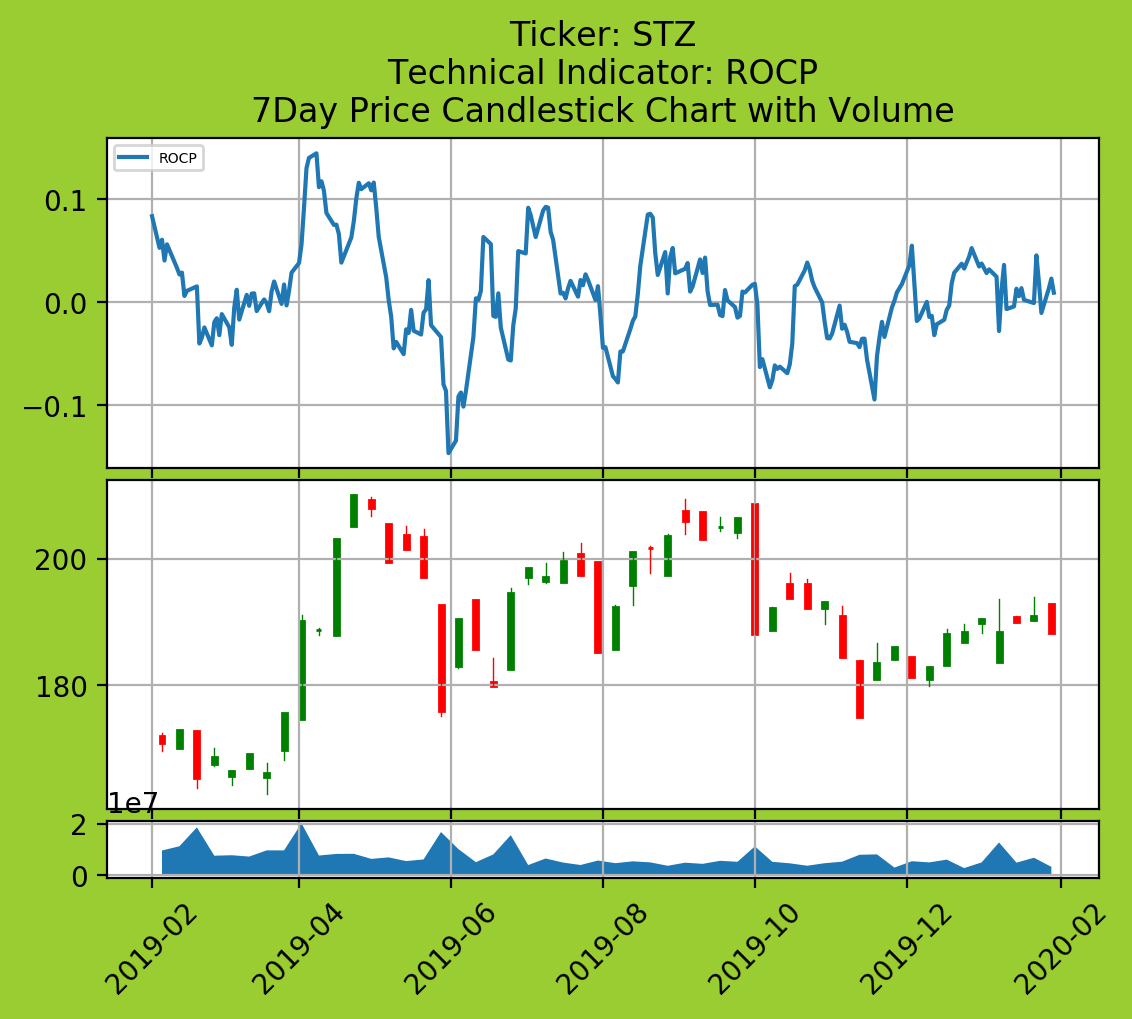 Ticker: STZ
Technical Indicator: ROCP
7Day Price Candlestick Chart with Volume
ROCP
0.1
0.0
−0.1
200
180
1e7
2
0
2019-02
2019-04
2019-06
2019-08
2019-10
2019-12
2020-02